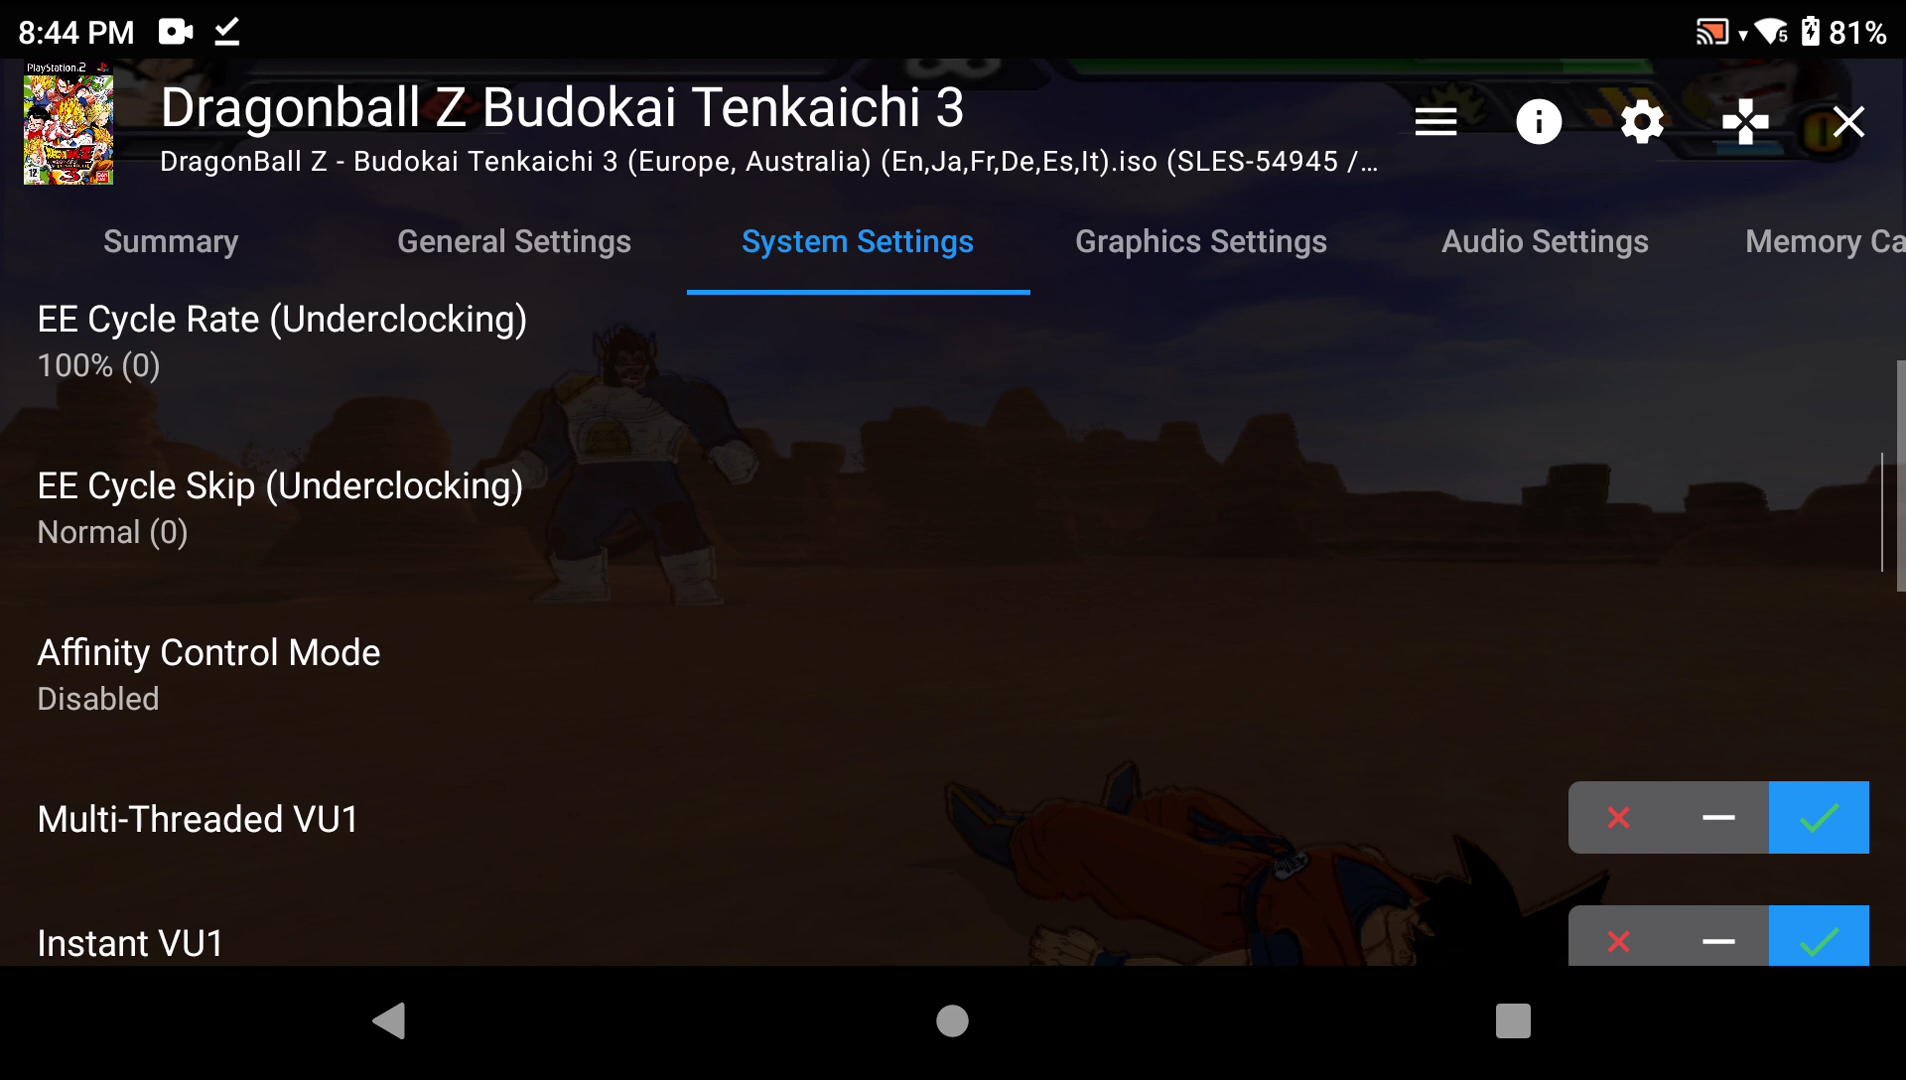 8:44 PM
5
81%
PlayStation.2
Dragonball Z Budokai Tenkaichi 3
DragonBall Z - Budokai Tenkaichi 3 (Europe, Australia) (En,Ja,Fr,De,Es,It).iso (SLES-54945 /...
Summary
General Settings
System Settings
Graphics Settings
Audio Settings
Memory Ca
EE Cycle Rate (Underclocking)
100% (0)
EE Cycle Skip (Underclocking)
Normal (0)
Affinity Control Mode
Disabled
Multi-Threaded VU1
Instant VU1